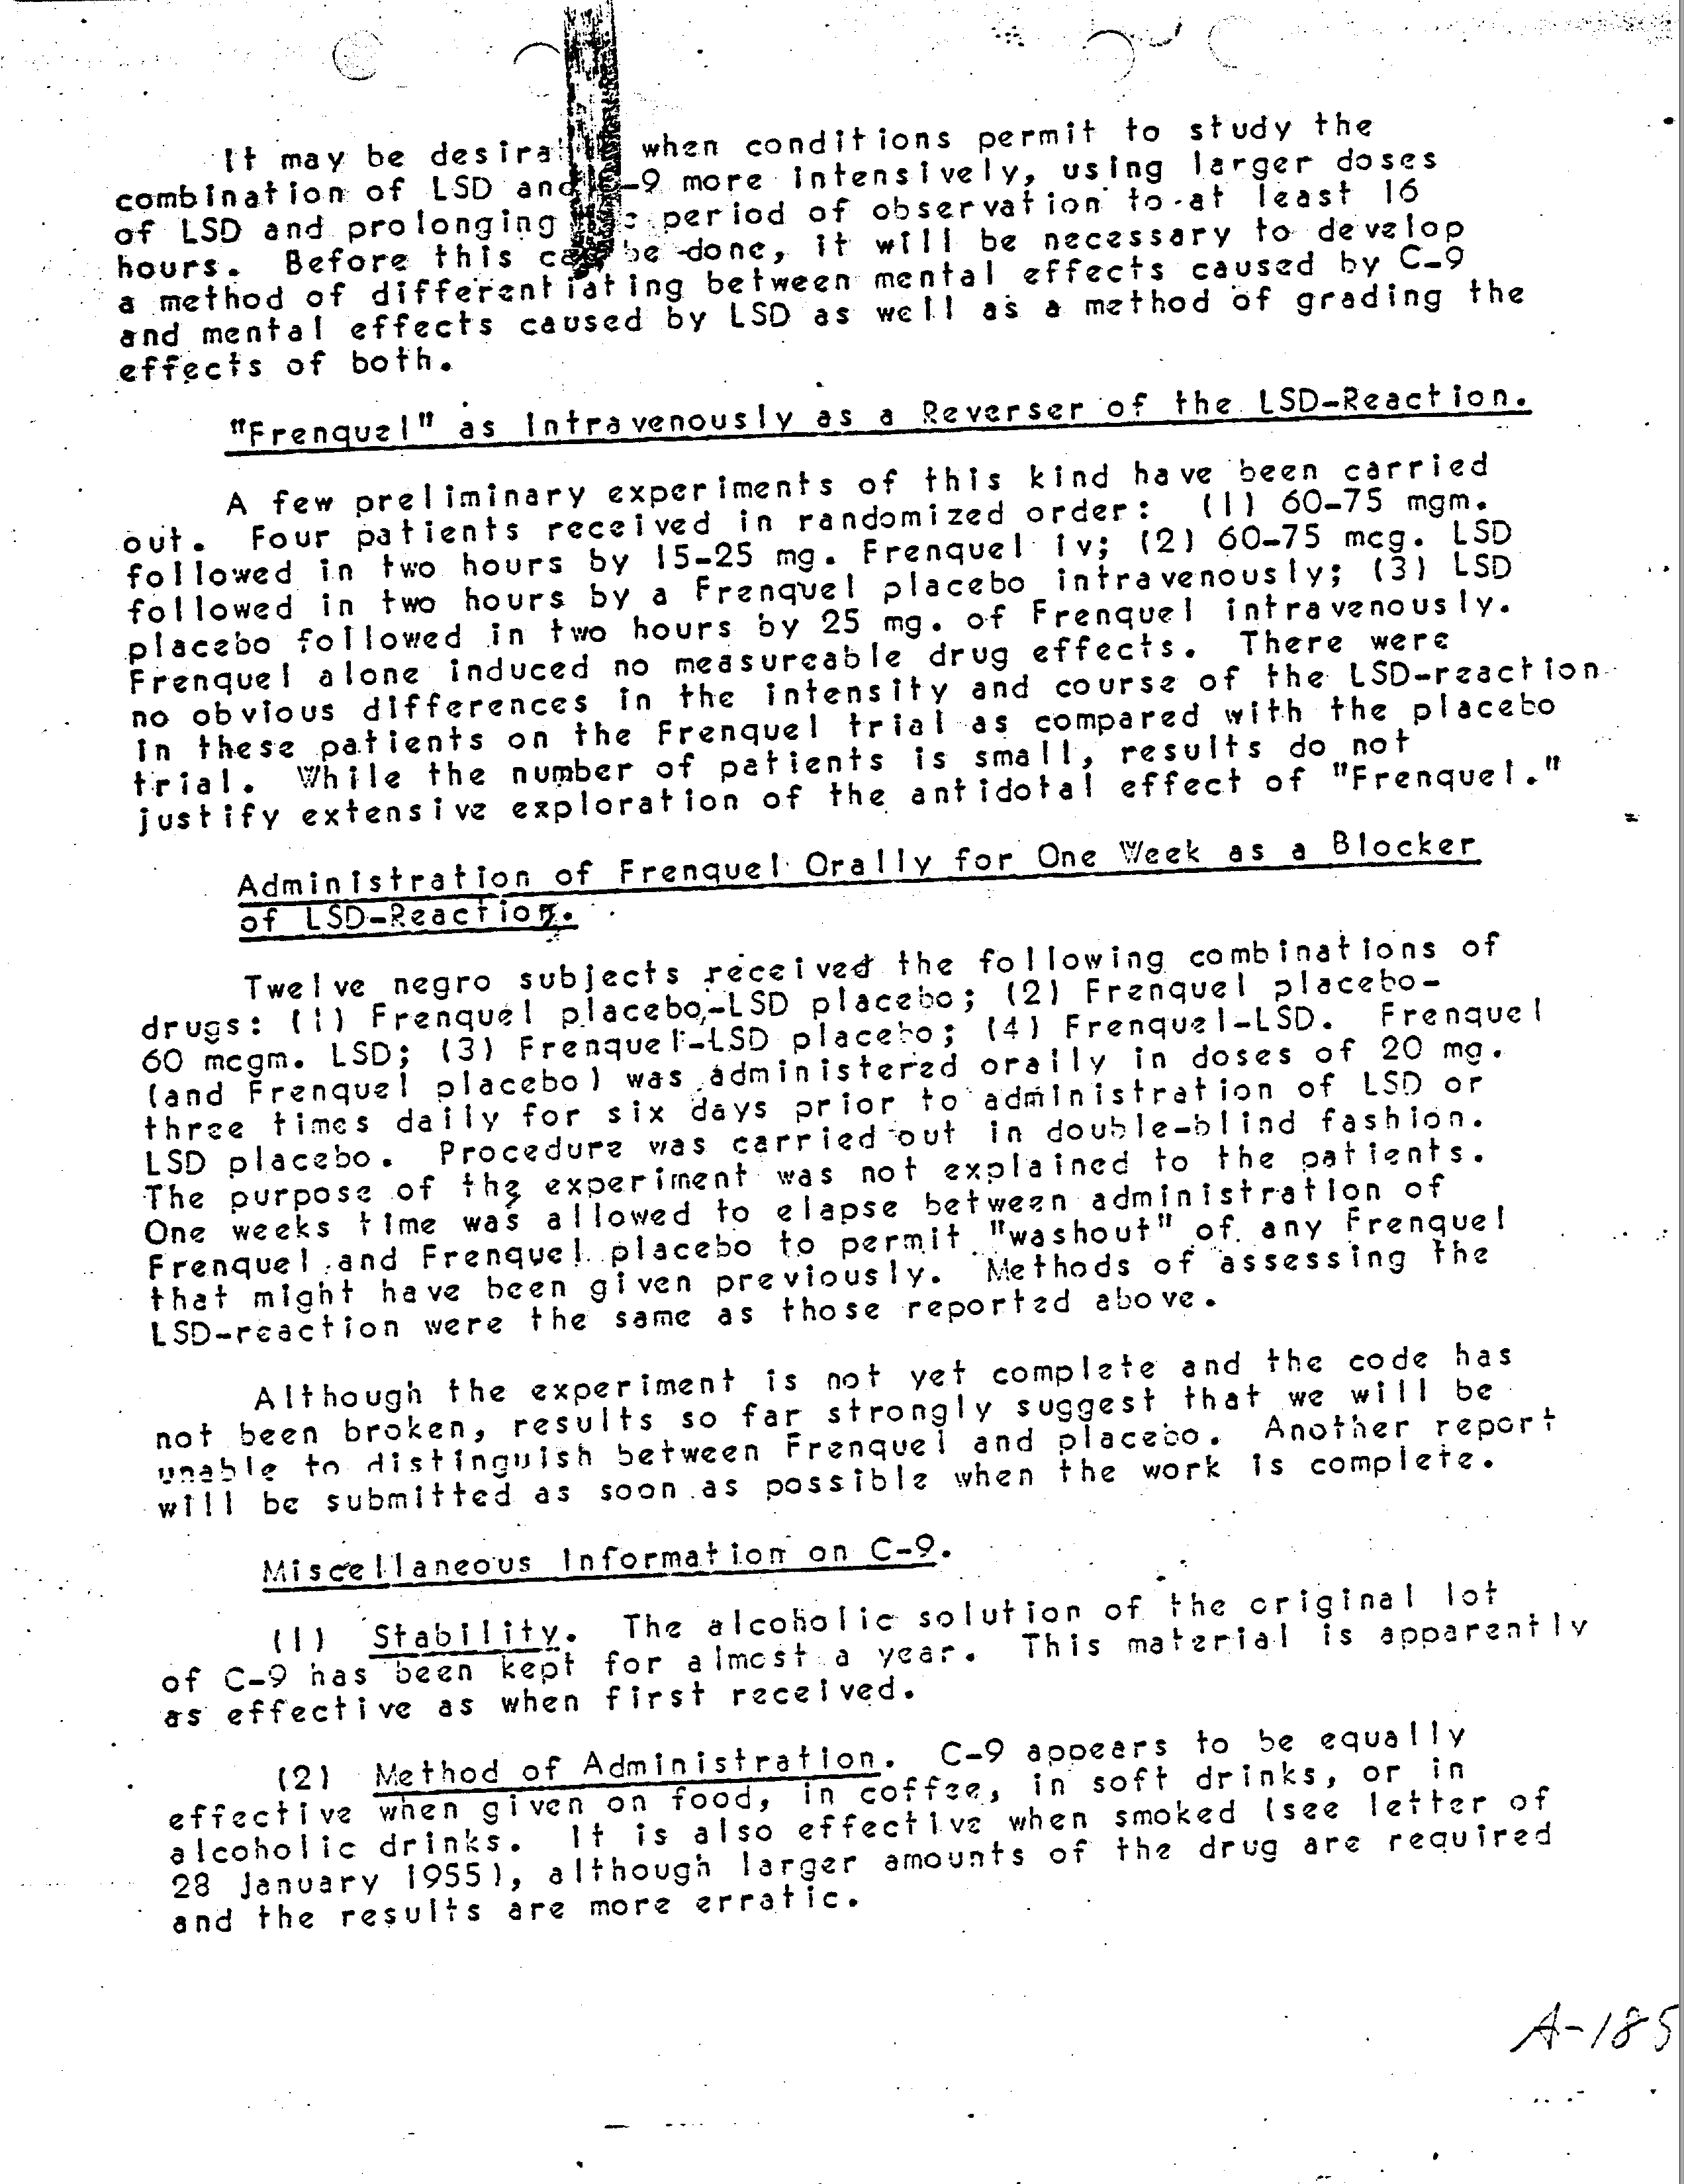 It may be desira when conditions permit to study the
combination of LSD and -9 more intensively, using larger doses
of LSD and prolonging period of observation to at least 16
hours. Before this be done, it will be necessary to develop
a method of differentiating between mental effects caused by C-9
and mental effects caused by LSD as well as a method of grading the
effects of both.
"Frenquel" as Intravenously as a Reverser of the LSD-Reaction.
A few preliminary experiments of this kind have been carried
out. Four patients received in randomized order: (1) 60-75 mgm.
followed in two hours by 15-25 mg. Frenquel iv; (2) 60-75 mcg. LSD
followed in two hours by a Frenquel placebo intravenously; (3) LSD
placebo followed in two hours by 25 mg. of Frenquel intravenously.
Frenquel alone induced no measureable drug effects. There were
no obvious differences in the intensity and course of the LSD-reaction
in these patients on the Frenquel trial as compared with the placebo
trial. While the number of patients is small, results do not
justify extensive exploration of the antidotal effect of "Frenquel."
Administration of Frenquel Orally for One Week as a Blocker
of LSD-Reaction.
Twelve negro subjects received the following combinations of
drugs: (1) Frenquel placebo-LSD placebo; (2) Frenquel placebo-
60 mcgm. LSD; (3) Frenquel-LSD placebo; (4) Frenquel-LSD. Frenquel
(and Frenquel placebo) was administered orally in doses of 20 mg.
three times daily for six days prior to administration of LSD or
LSD placebo. Procedure was carried out in double-blind fashion.
The purpose of the experiment was not explained to the patients.
One weeks time was allowed to elapse between administration of
Frenquel and Frenquel placebo to permit "washout" of any Frenquel
that might have been given previously. Methods of assessing the
LSD-reaction were the same as those reported above.
Although the experiment is not yet complete and the code has
not been broken, results so far strongly suggest that we will be
unable to distinguish between Frenquel and placebo. Another report
will be submitted as soon as possible when the work is complete.
Miscellaneous Information on C-9.
(1) Stability. The alcoholic solution of the original lot
of C-9 has been kept for almost a year. This material is apparently
as effective as when first received.
(2) Method of Administration. C-9 appears to be equally
effective when given on food, in coffee, in soft drinks, or in
alcoholic drinks. It is also effective when smoked (see letter of
28 January 1955), although larger amounts of the drug are required
and the results are more erratic.
A-185